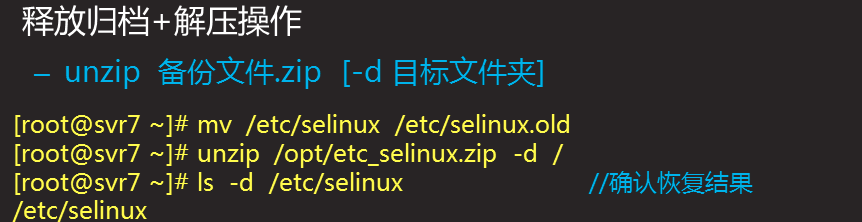 释放归档+解压操作
– unzip 备份文件.zip [-d 目标文件夹]
[root@svr7 ~]# mv /etc/selinux /etc/selinux.old
[root@svr7 ~]# unzip /opt/etc_selinux.zip -d /
[root@svr7 ~]# ls -d /etc/selinux //确认恢复结果
/etc/selinux